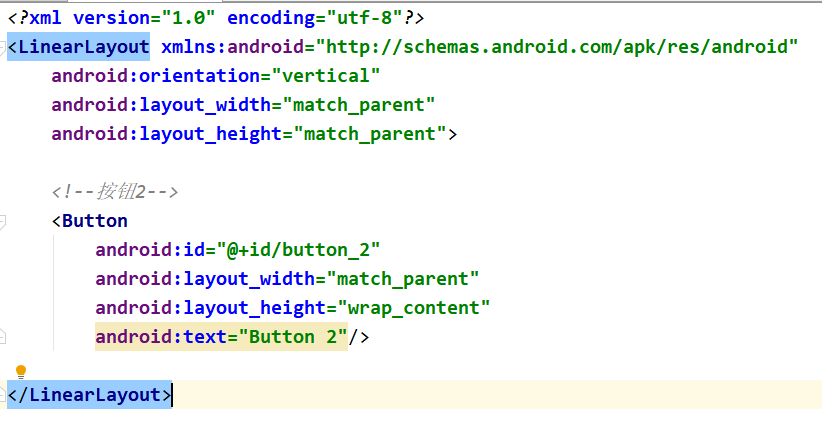 <?xml version="1.0" encoding="utf-8"?>
<LinearLayout xmlns:android="http://schemas.android.com/apk/res/android"
    android:orientation="vertical"
    android:layout_width="match_parent"
    android:layout_height="match_parent">

    <!--按钮2-->
    <Button
        android:id="@+id/button_2"
        android:layout_width="match_parent"
        android:layout_height="wrap_content"
        android:text="Button 2"/>

</LinearLayout>